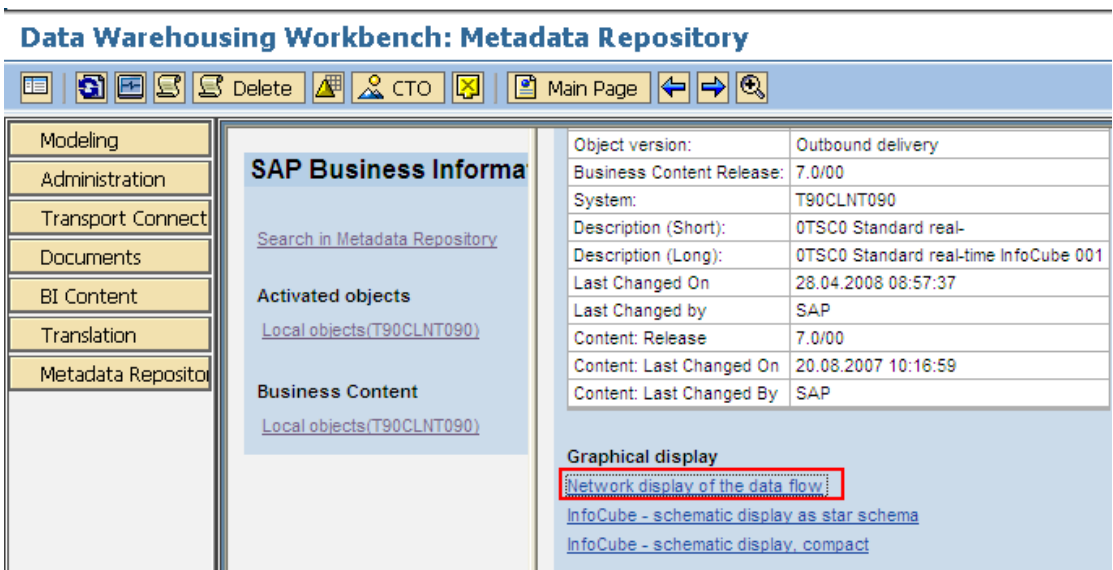 Data Warehousing Workbench: Metadata Repository
Delete CTO Main Page
Modeling
Administration
Transport Connect
Documents
BI Content
Translation
Metadata Reposito
SAP Business Informa
Search in Metadata Repository
Activated objects
Local objects(T90CLNT090)
Business Content
Local objects(T90CLNT090)
Object version: Outbound delivery
Business Content Release: 7.0/00
System: T90CLNT090
Description (Short): 0TSC0 Standard real-
Description (Long): 0TSC0 Standard real-time InfoCube 001
Last Changed On 28.04.2008 08:57:37
Last Changed by SAP
Content: Release 7.0/00
Content: Last Changed On 20.08.2007 10:16:59
Content: Last Changed By SAP
Graphical display
Network display of the data flow
InfoCube - schematic display as star schema
InfoCube - schematic display, compact